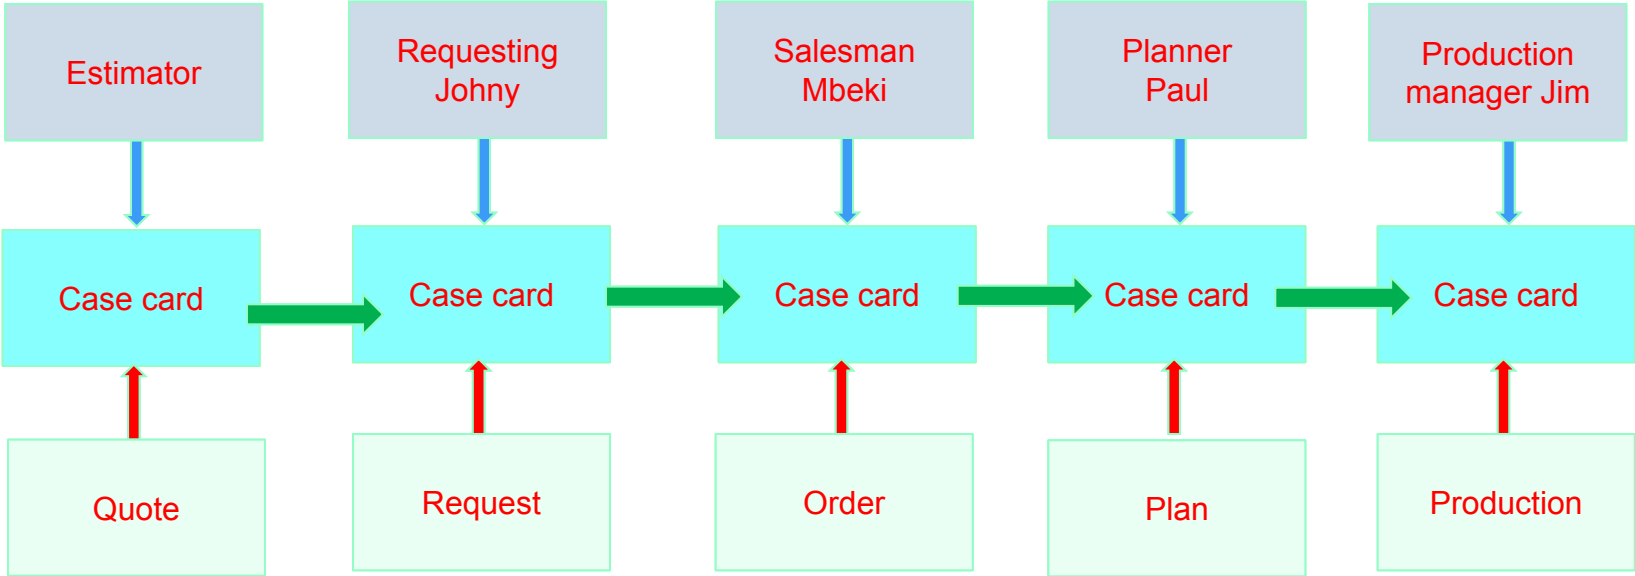 Estimator
Requesting
Johny
Salesman
Mbeki
Planner
Paul
Production
manager Jim
Case card
Case card
Case card
Case card
Case card
Quote
Request
Order
Plan
Production